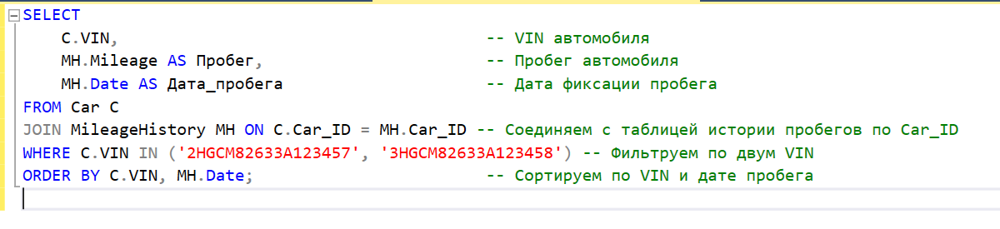 SELECT
    C.VIN,                                -- VIN автомобиля
    MH.Mileage AS Пробег,                 -- Пробег автомобиля
    MH.Date AS Дата_пробега               -- Дата фиксации пробега
FROM Car C
JOIN MileageHistory MH ON C.Car_ID = MH.Car_ID -- Соединяем с таблицей истории пробегов по Car_ID
WHERE C.VIN IN ('2HGCM82633A123457', '3HGCM82633A123458') -- Фильтруем по двум VIN
ORDER BY C.VIN, MH.Date;                  -- Сортируем по VIN и дате пробега